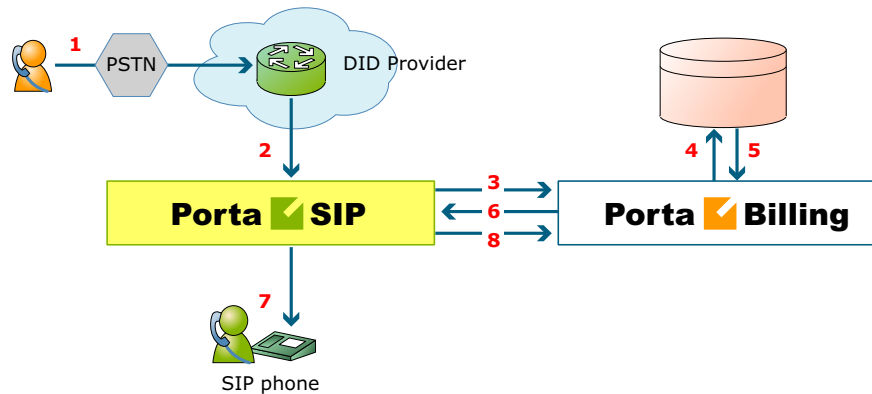 1
PSTN
DID Provider
2
4
5
3
Porta SIP
6
Porta Billing
8
7
SIP phone